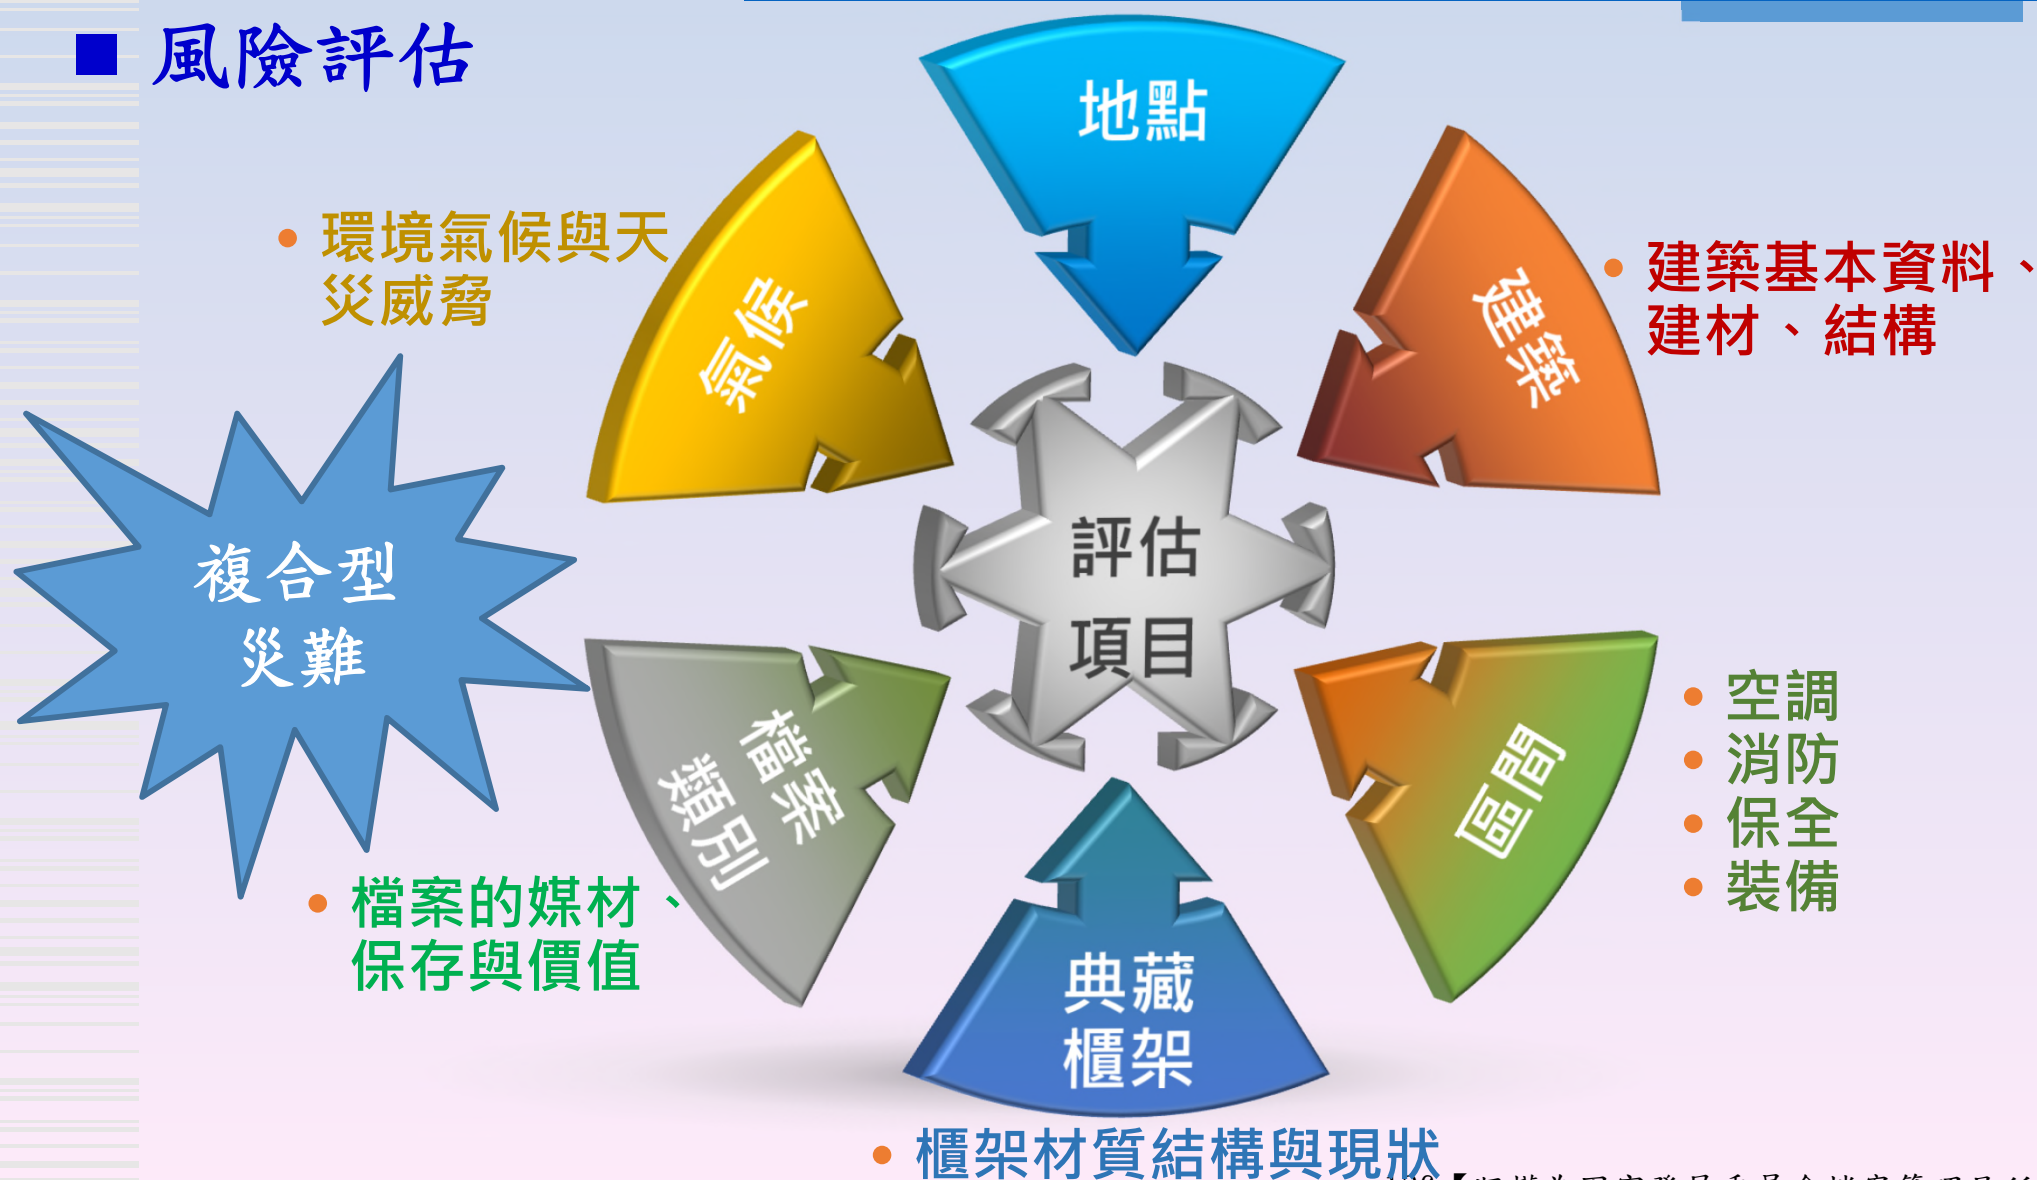 ■ 風險評估
地點
氣候
• 環境氣候與天
災威脅
建築
• 建築基本資料、
建材、結構
複合型
災難
評估
項目
檔案
類別
• 檔案的媒材、
保存與價值
區間
• 空調
• 消防
• 保全
• 裝備
典藏
櫃架
• 櫃架材質結構與現狀